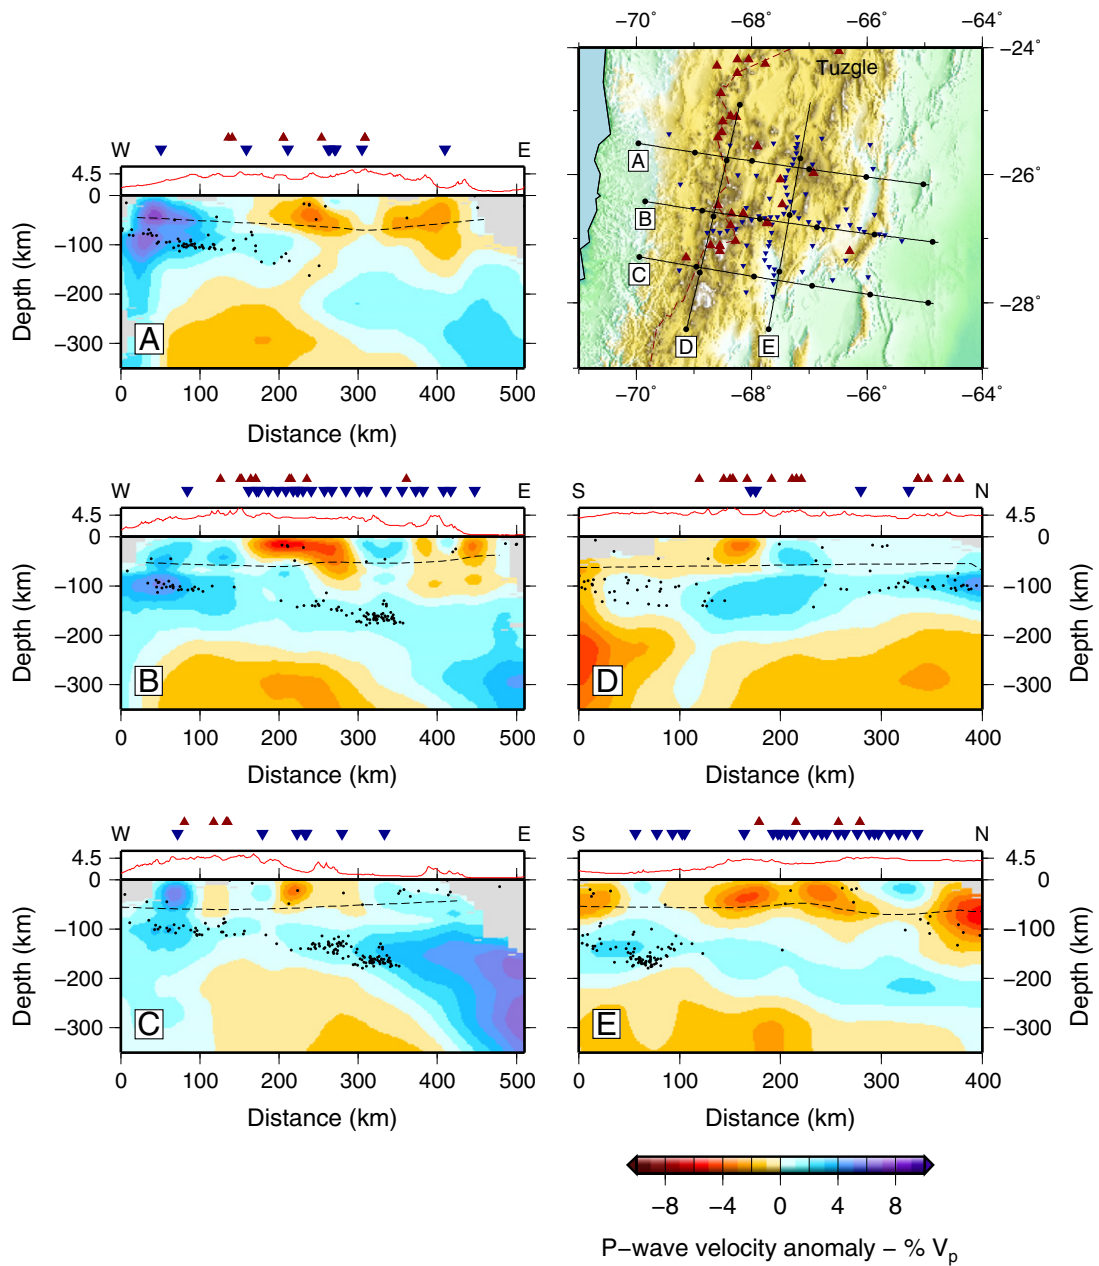 −70° −68° −66° −64°
−24°
Tuzgle
A
−26°
B
C
−28°
D E
−70° −68° −66° −64°
W E
4.5
0
0
−100
−200
−300
Depth (km)
A
0 100 200 300 400 500
Distance (km)
W E
4.5
0
−100
−200
−300
Depth (km)
B
0 100 200 300 400 500
Distance (km)
S N
4.5
0
−100
−200
−300
Depth (km)
D
0 100 200 300 400
Distance (km)
W E
4.5
0
−100
−200
−300
Depth (km)
C
0 100 200 300 400 500
Distance (km)
S N
4.5
0
−100
−200
−300
Depth (km)
E
0 100 200 300 400
Distance (km)
−8 −4 0 4 8
P−wave velocity anomaly − % Vp